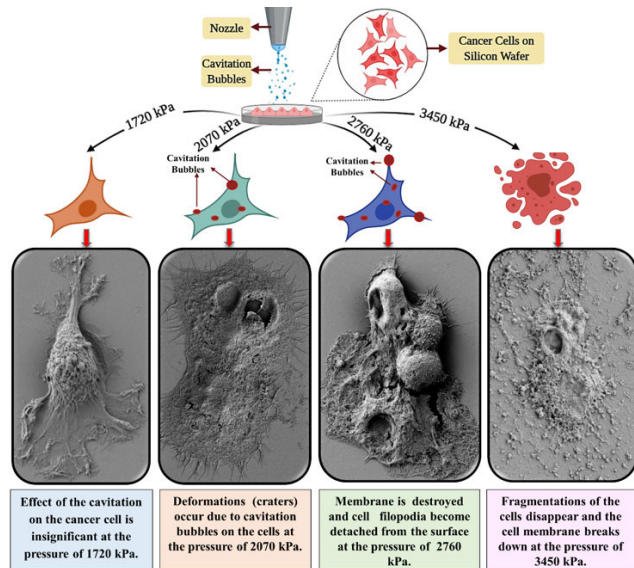 Nozzle
Cavitation
Bubbles
Cancer Cells on
Silicon Wafer
1720 kPa
2070 kPa
2760 kPa
3450 kPa
Cavitation
Bubbles
Cavitation
Bubbles
Effect of the cavitation
on the cancer cell is
insignificant at the
pressure of 1720 kPa.
Deformations (craters)
occur due to cavitation
bubbles on the cells at
the pressure of 2070 kPa.
Membrane is destroyed
and cell filopodia become
detached from the surface
at the pressure of 2760
kPa.
Fragmentations of the
cells disappear and the
cell membrane breaks
down at the pressure of
3450 kPa.